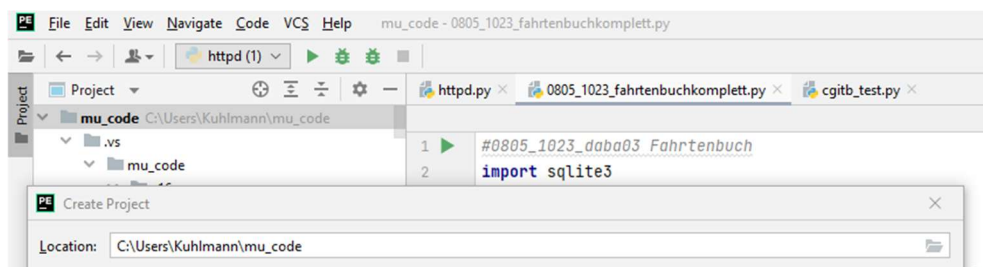 PE File Edit View Navigate Code VCS Help mu_code - 0805_1023_fahrtenbuchkomplett.py
httpd (1)
Project Project httpd.py 0805_1023_fahrtenbuchkomplett.py cgitb_test.py
mu_code C:\Users\Kuhlmann\mu_code
.vs
mu_code
1 #0805_1023_daba03 Fahrtenbuch
2 import sqlite3
PE Create Project
Location: C:\Users\Kuhlmann\mu_code